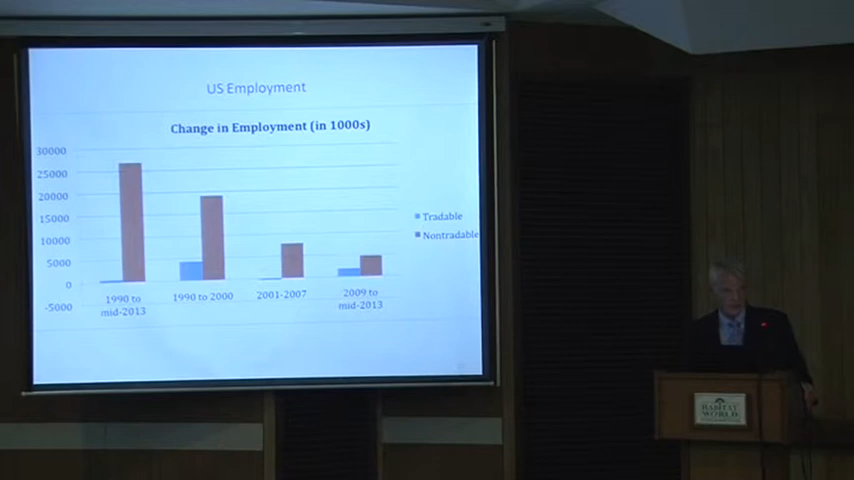 US Employment
Change in Employment (in 1000s)
30000
25000
20000
15000
10000
5000
0
-5000
1990 to
mid-2013
1990 to 2000
2001-2007
2009 to
mid-2013
Tradable
Nontradable
HABITAT
WORLD